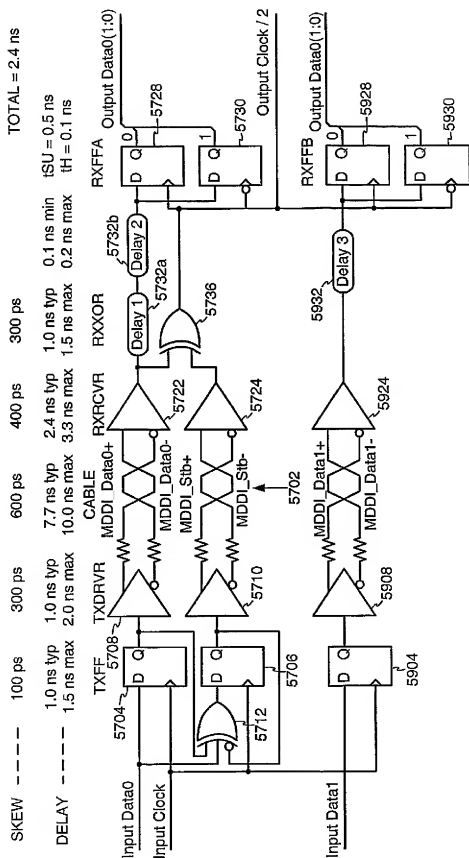 SKEW ---- 100 ps 300 ps 600 ps 400 ps 300 ps TOTAL = 2.4 ns
DELAY ----- 1.0 ns typ 1.0 ns typ 7.7 ns typ 2.4 ns typ 1.0 ns typ 0.1 ns min tSU = 0.5 ns
1.5 ns max 2.0 ns max 10.0 ns max 3.3 ns max 1.5 ns max 0.2 ns max tH = 0.1 ns
TXFF TXDRVR CABLE RXRCVR RXXOR RXFFA
5704 5708 MDDI_Data0+ 5732b 5728
Input Data0 D Q MDDI_Data0- 5722 Delay 1 Delay 2 D Q 0 Output Data0(1:0)
5732a
5730
D Q 1
Input Clock 5712 D Q 5706 5710 MDDI_Stb+ 5724 5736
MDDI_Stb- Output Clock / 2
5702
RXFFB
5928
MDDI_Data1+ 5932 D Q 0 Output Data0(1:0)
Input Data1 D Q MDDI_Data1- Delay 3
5904 5908 5924 D Q 1
5930